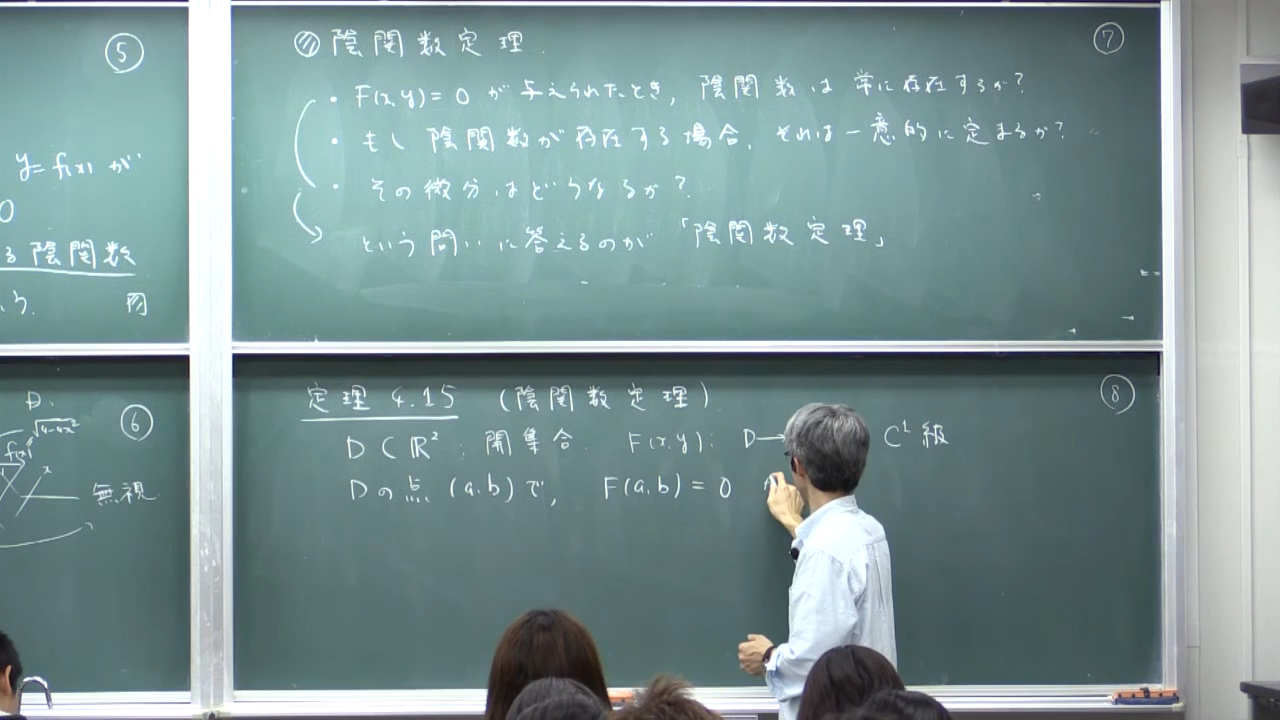 ⑤
y=f(x) が
0
る陰関数
いう.
図
⑦
陰関数定理.
・F(x,y)=0 が与えられたとき, 陰関数は常に存在するか?
・もし陰関数が存在する場合, それは一意的に定まるか?
・その微分はどうなるか?
という問いに答えるのが「陰関数定理」
D.
⑥
√4-4x²
f(x)=
x
無視
⑧
定理 4.15 (陰関数定理).
D⊂ℝ²: 開集合. F(x,y): D→ C¹級
Dの点 (a,b)で, F(a,b)=0